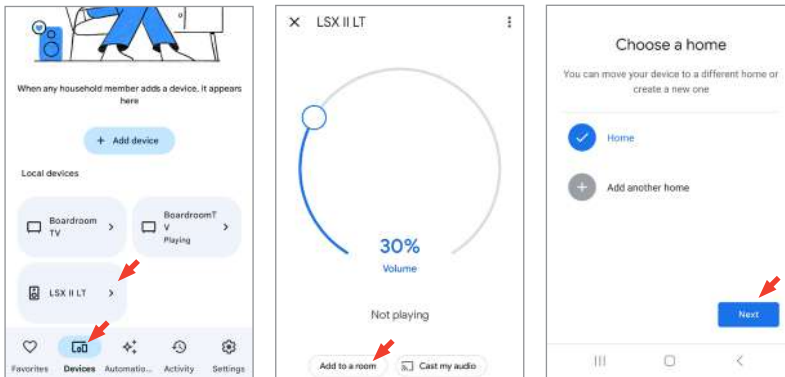 When any household member adds a device, it appears
here
+ Add device
Local devices
Boardroom
TV
BoardroomT
V
Playing
LSX II LT
Favorites
Devices
Automatio...
Activity
Settings
LSX II LT
30%
Volume
Not playing
Add to a room
Cast my audio
Choose a home
You can move your device to a different home or
create a new one
Home
Add another home
Next